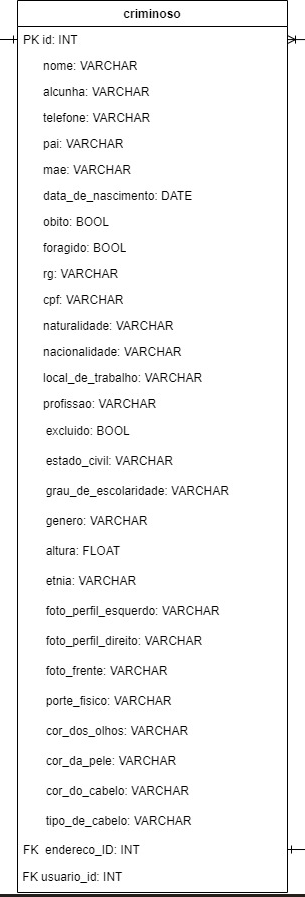 criminoso
PK id: INT
nome: VARCHAR
alcunha: VARCHAR
telefone: VARCHAR
pai: VARCHAR
mae: VARCHAR
data_de_nascimento: DATE
obito: BOOL
foragido: BOOL
rg: VARCHAR
cpf: VARCHAR
naturalidade: VARCHAR
nacionalidade: VARCHAR
local_de_trabalho: VARCHAR
profissao: VARCHAR
excluido: BOOL
estado_civil: VARCHAR
grau_de_escolaridade: VARCHAR
genero: VARCHAR
altura: FLOAT
etnia: VARCHAR
foto_perfil_esquerdo: VARCHAR
foto_perfil_direito: VARCHAR
foto_frente: VARCHAR
porte_fisico: VARCHAR
cor_dos_olhos: VARCHAR
cor_da_pele: VARCHAR
cor_do_cabelo: VARCHAR
tipo_de_cabelo: VARCHAR
FK endereco_ID: INT
FK usuario_id: INT